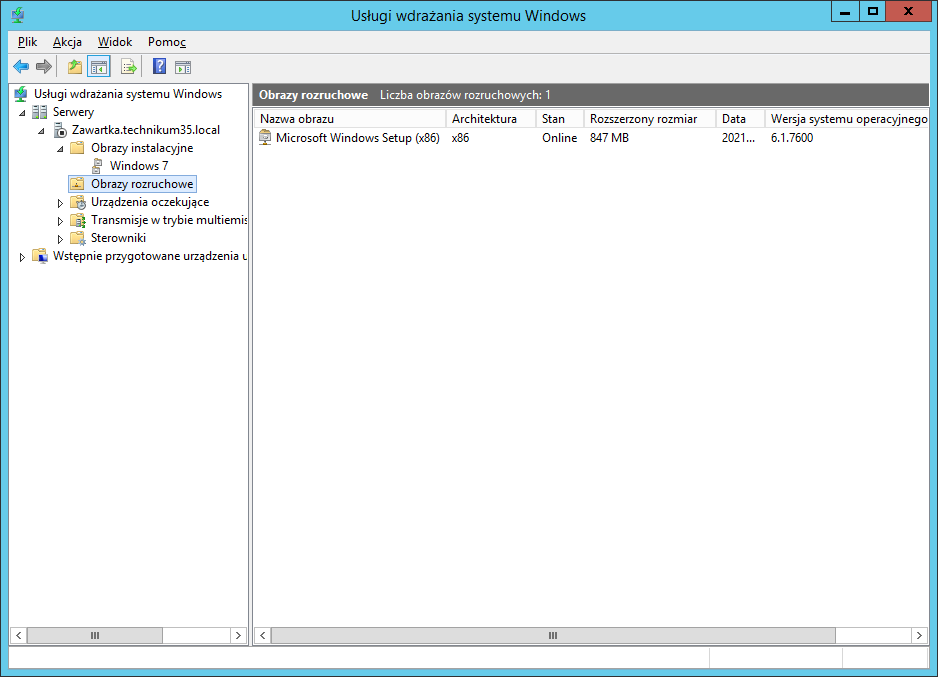 Usługi wdrażania systemu Windows
Plik Akcja Widok Pomoc
Usługi wdrażania systemu Windows
Serwery
Zawartka.technikum35.local
Obrazy instalacyjne
Windows 7
Obrazy rozruchowe
Urządzenia oczekujące
Transmisje w trybie multiemis
Sterowniki
Wstępnie przygotowane urządzenia u
Obrazy rozruchowe Liczba obrazów rozruchowych: 1
Nazwa obrazu Architektura Stan Rozszerzony rozmiar Data Wersja systemu operacyjnego
Microsoft Windows Setup (x86) x86 Online 847 MB 2021... 6.1.7600